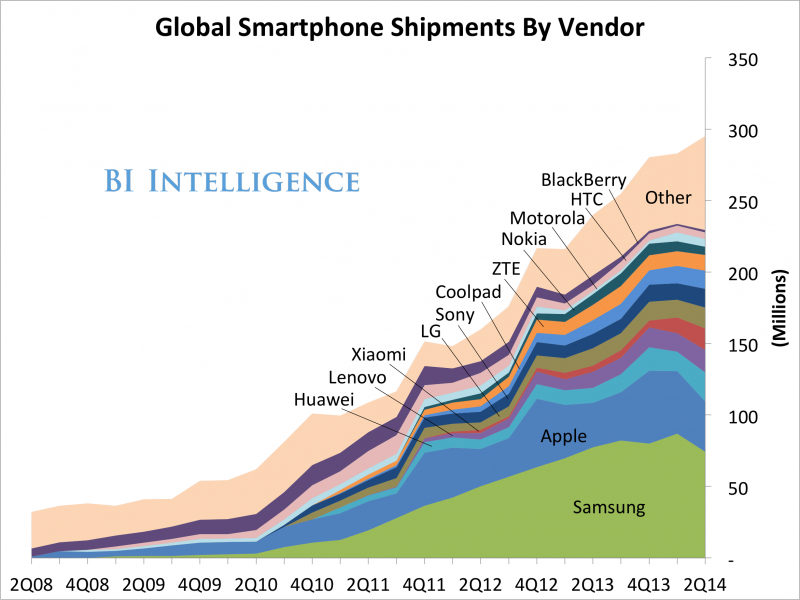 Global Smartphone Shipments By Vendor
350
300
250
200
150
100
50
-
(Millions)
BI INTELLIGENCE
BlackBerry
HTC
Other
Motorola
Nokia
ZTE
Coolpad
Sony
LG
Xiaomi
Lenovo
Huawei
Apple
Samsung
2Q08 4Q08 2Q09 4Q09 2Q10 4Q10 2Q11 4Q11 2Q12 4Q12 2Q13 4Q13 2Q14